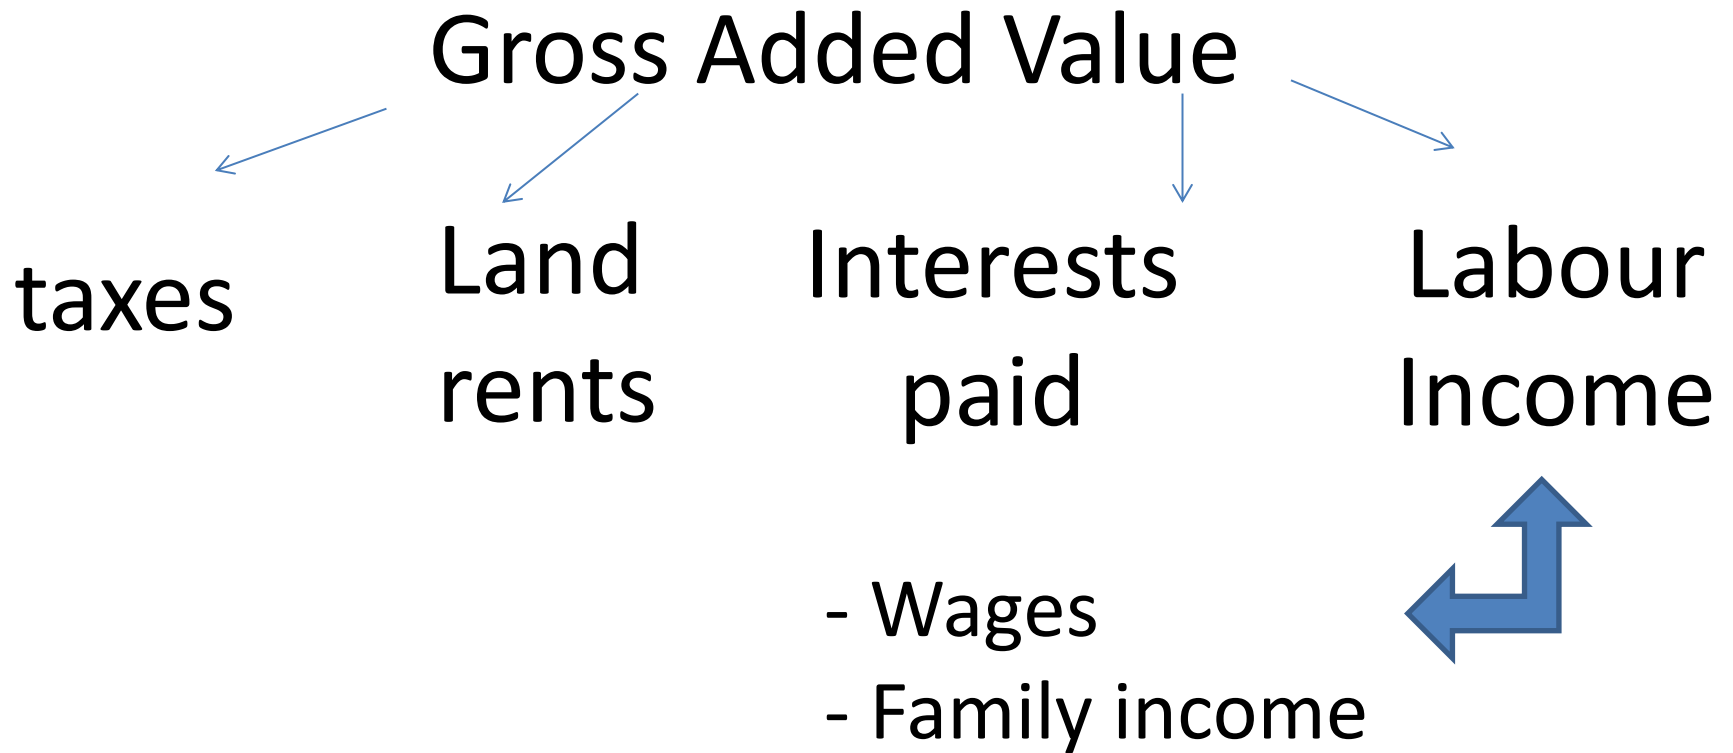 Gross Added Value
taxes
Land
rents
Interests
paid
Labour
Income
- Wages
- Family income